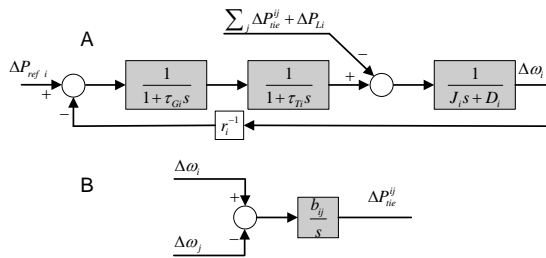 ∑_j ΔP_tie^ij + ΔP_Li
A
−
ΔP_ref i
+
1 / (1 + τ_Gi s)
1 / (1 + τ_Ti s)
+
1 / (J_i s + D_i)
Δω_i
−
r_i^−1
B
Δω_i
+
b_ij / s
ΔP_tie^ij
−
Δω_j